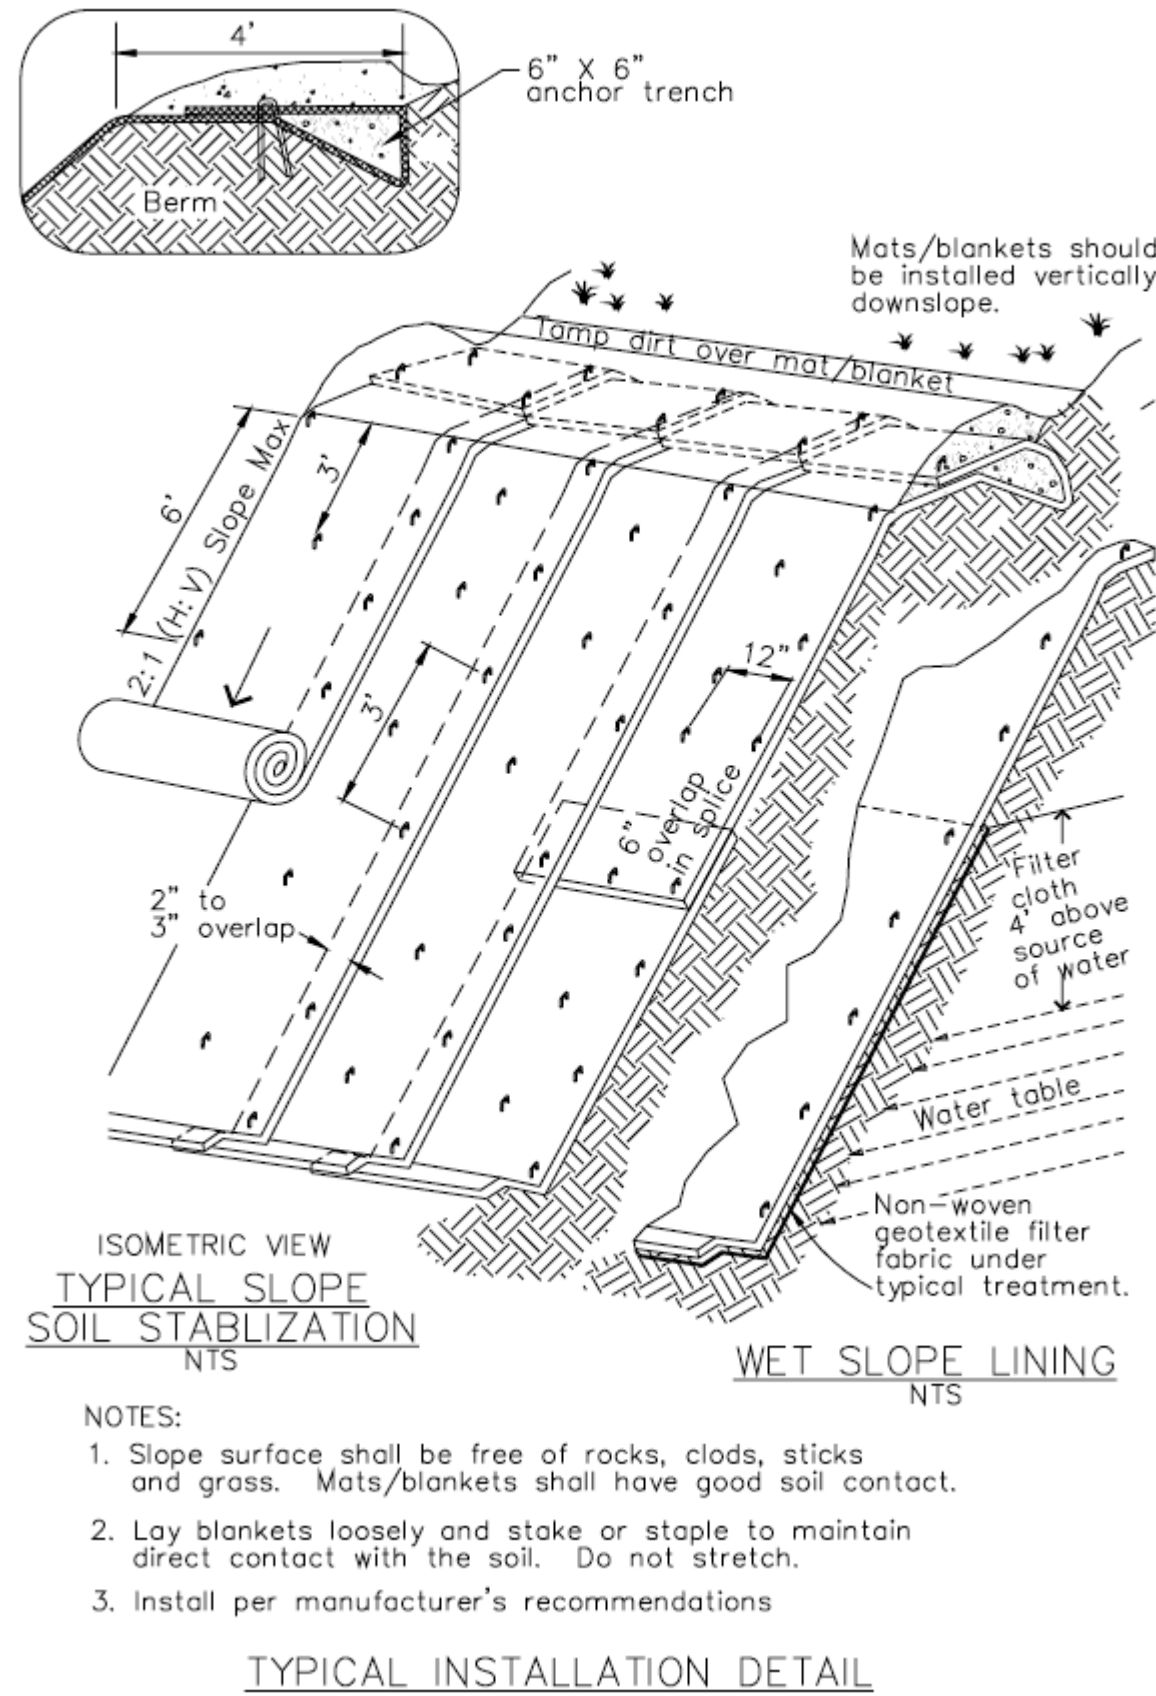 4'
6" X 6"
anchor trench
Berm
Mats/blankets should
be installed vertically
downslope.
Tamp dirt over mat/blanket
6'
3'
2:1 (H:V) Slope Max
3'
12"
6"
overlap
in splice
2" to
3" overlap
Filter
cloth
4' above
source
of water
Water table
Non-woven
geotextile filter
fabric under
typical treatment.
ISOMETRIC VIEW
TYPICAL SLOPE
SOIL STABLIZATION
NTS
WET SLOPE LINING
NTS
NOTES:
1. Slope surface shall be free of rocks, clods, sticks
and grass. Mats/blankets shall have good soil contact.
2. Lay blankets loosely and stake or staple to maintain
direct contact with the soil. Do not stretch.
3. Install per manufacturer's recommendations
TYPICAL INSTALLATION DETAIL